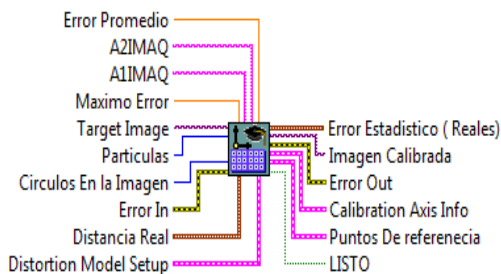 Error Promedio
A2IMAQ
A1IMAQ
Maximo Error
Target Image
Particulas
Circulos En la Imagen
Error In
Distancia Real
Distortion Model Setup
Error Estadistico ( Reales)
Imagen Calibrada
Error Out
Calibration Axis Info
Puntos De referenecia
LISTO